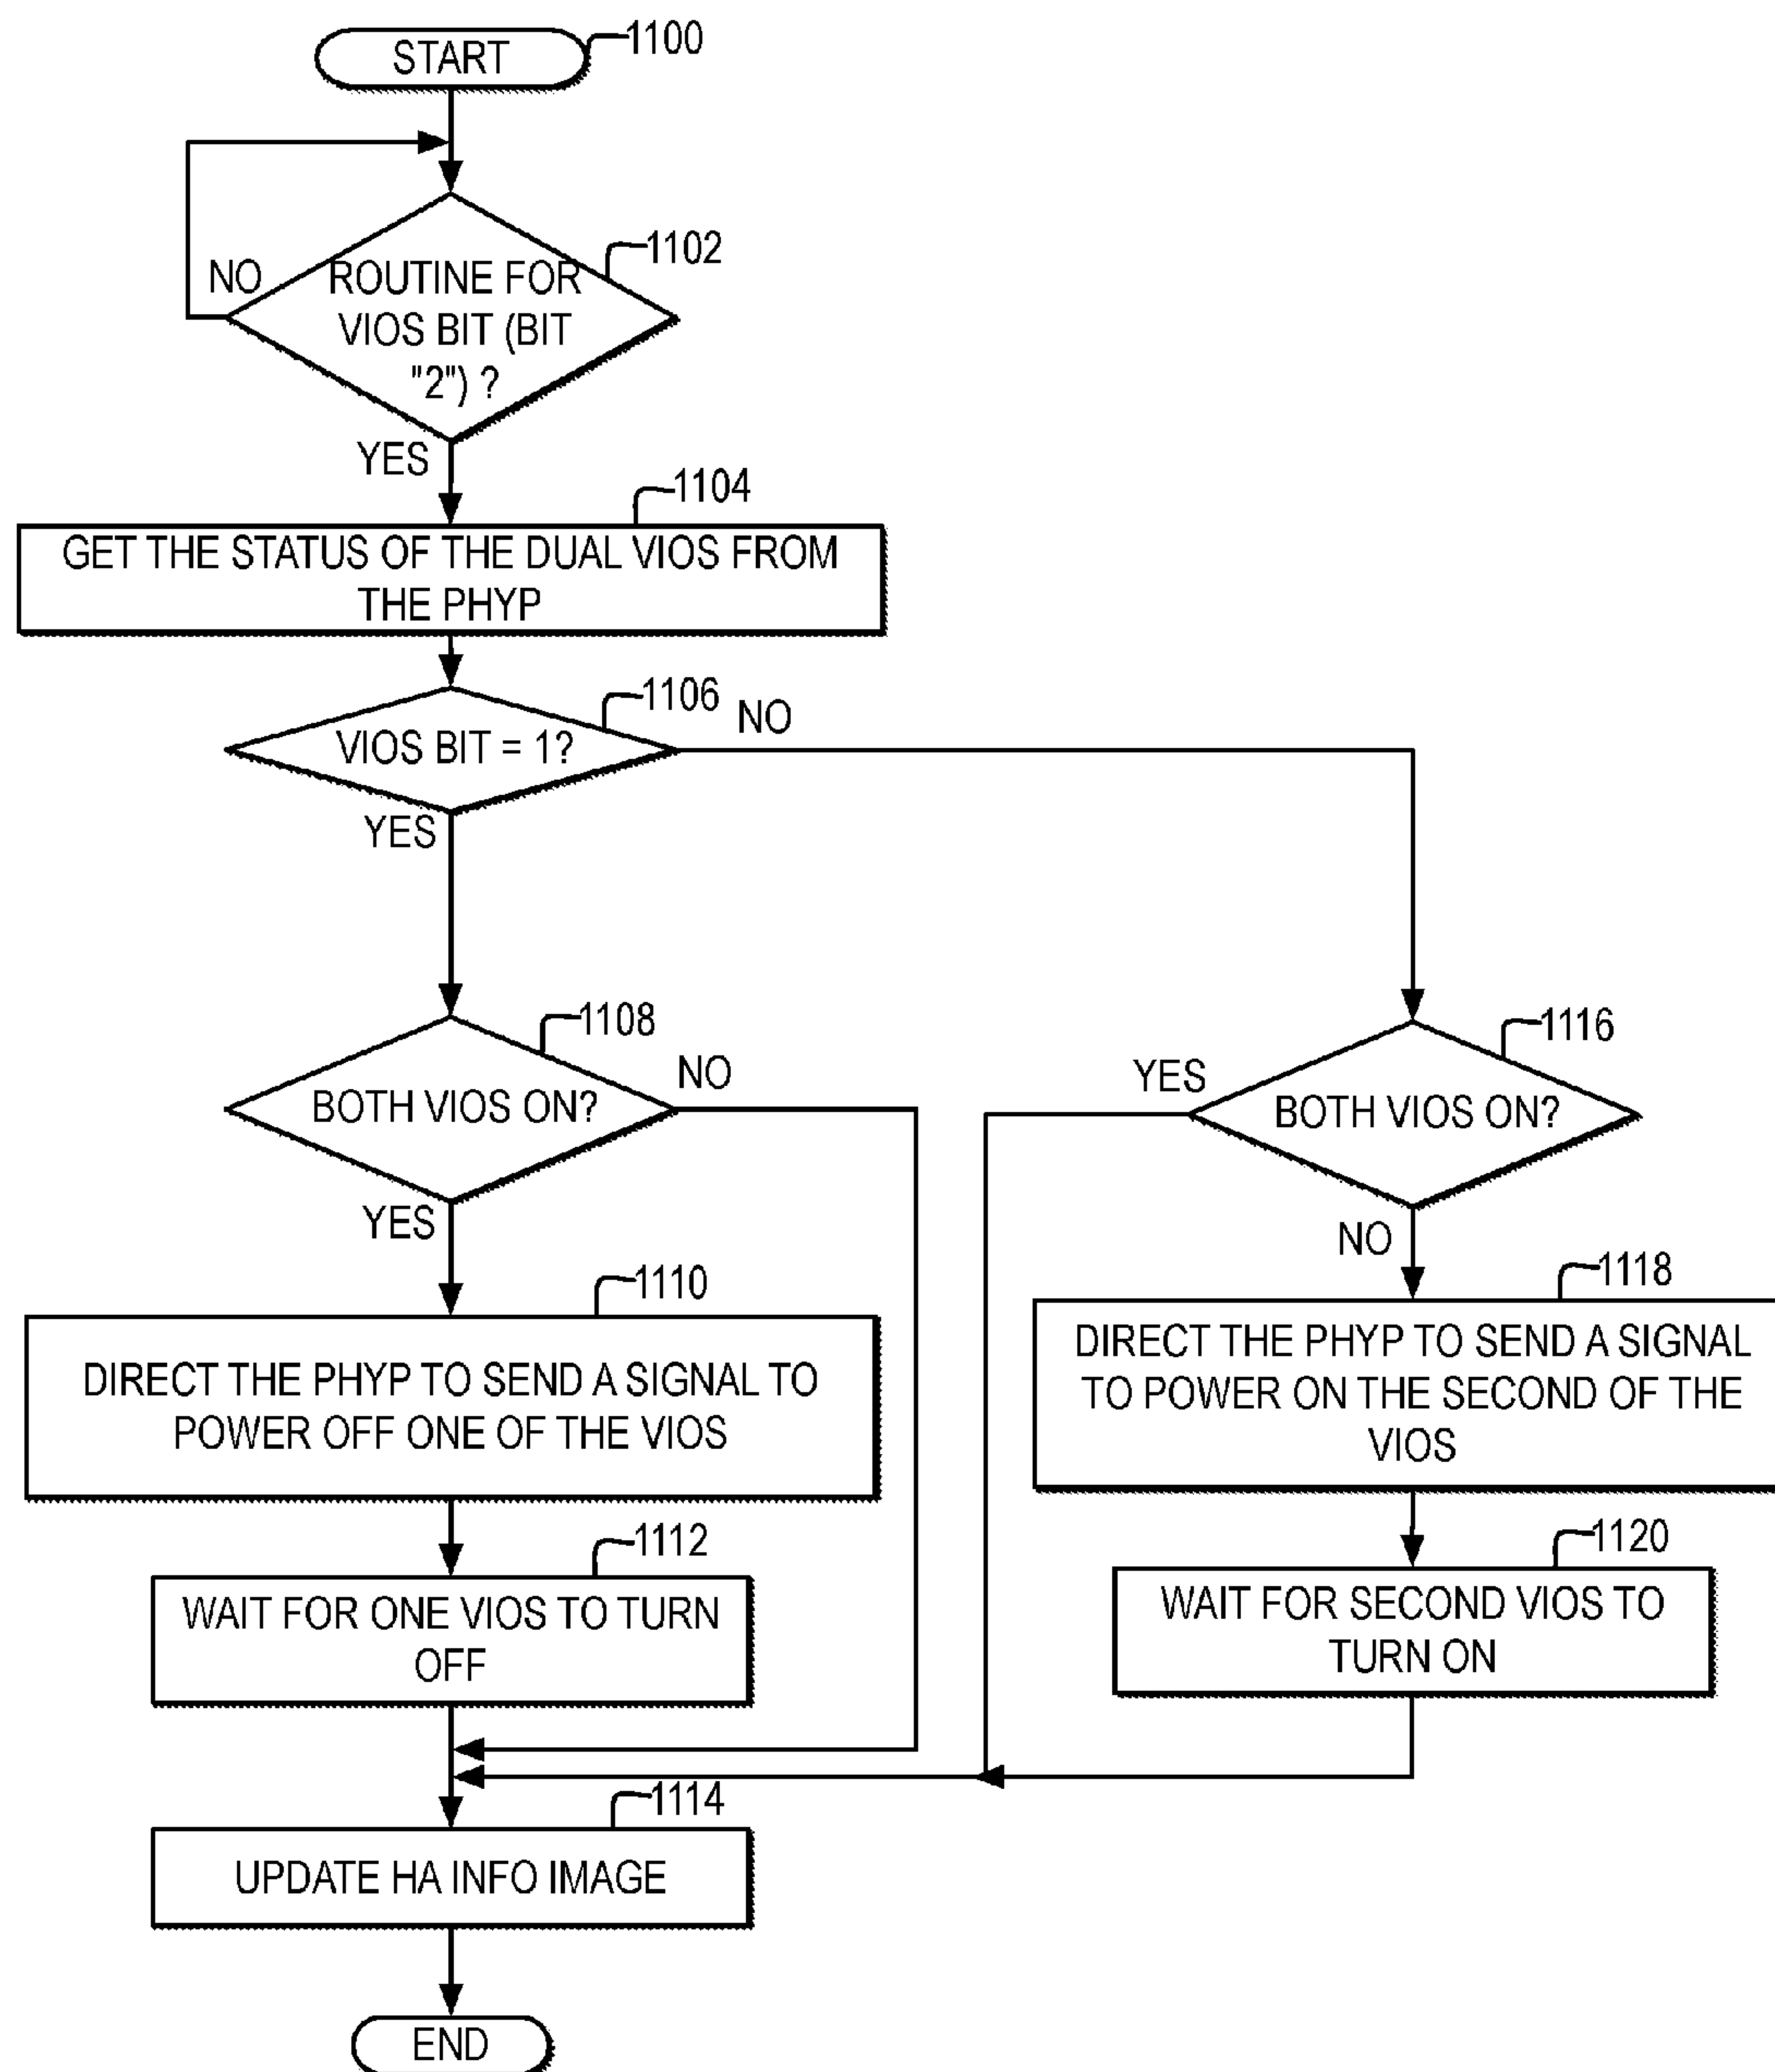 START
1100
1102
NO
ROUTINE FOR
VIOS BIT (BIT
"2") ?
YES
1104
GET THE STATUS OF THE DUAL VIOS FROM
THE PHYP
1106
NO
VIOS BIT = 1?
YES
1108
NO
BOTH VIOS ON?
YES
1116
YES
BOTH VIOS ON?
NO
1110
DIRECT THE PHYP TO SEND A SIGNAL TO
POWER OFF ONE OF THE VIOS
1118
DIRECT THE PHYP TO SEND A SIGNAL
TO POWER ON THE SECOND OF THE
VIOS
1112
WAIT FOR ONE VIOS TO TURN
OFF
1120
WAIT FOR SECOND VIOS TO
TURN ON
1114
UPDATE HA INFO IMAGE
END